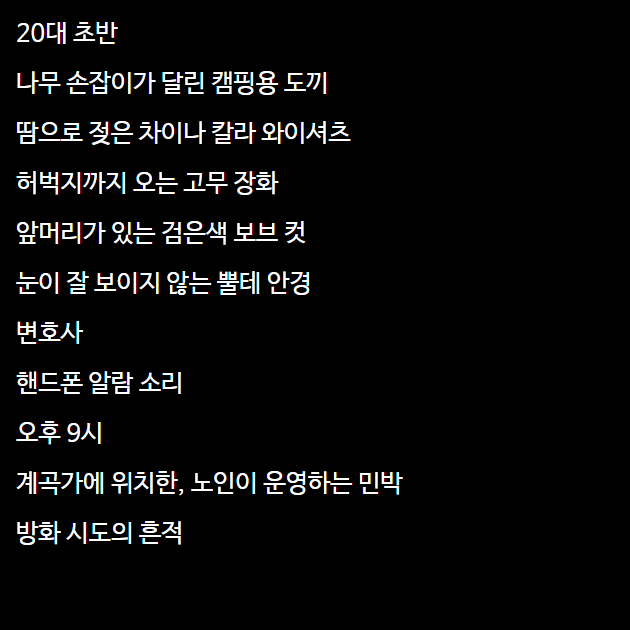 20대 초반
나무 손잡이가 달린 캠핑용 도끼
땀으로 젖은 차이나 칼라 와이셔츠
허벅지까지 오는 고무 장화
앞머리가 있는 검은색 보브 컷
눈이 잘 보이지 않는 뿔테 안경
변호사
핸드폰 알람 소리
오후 9시
계곡가에 위치한, 노인이 운영하는 민박
방화 시도의 흔적